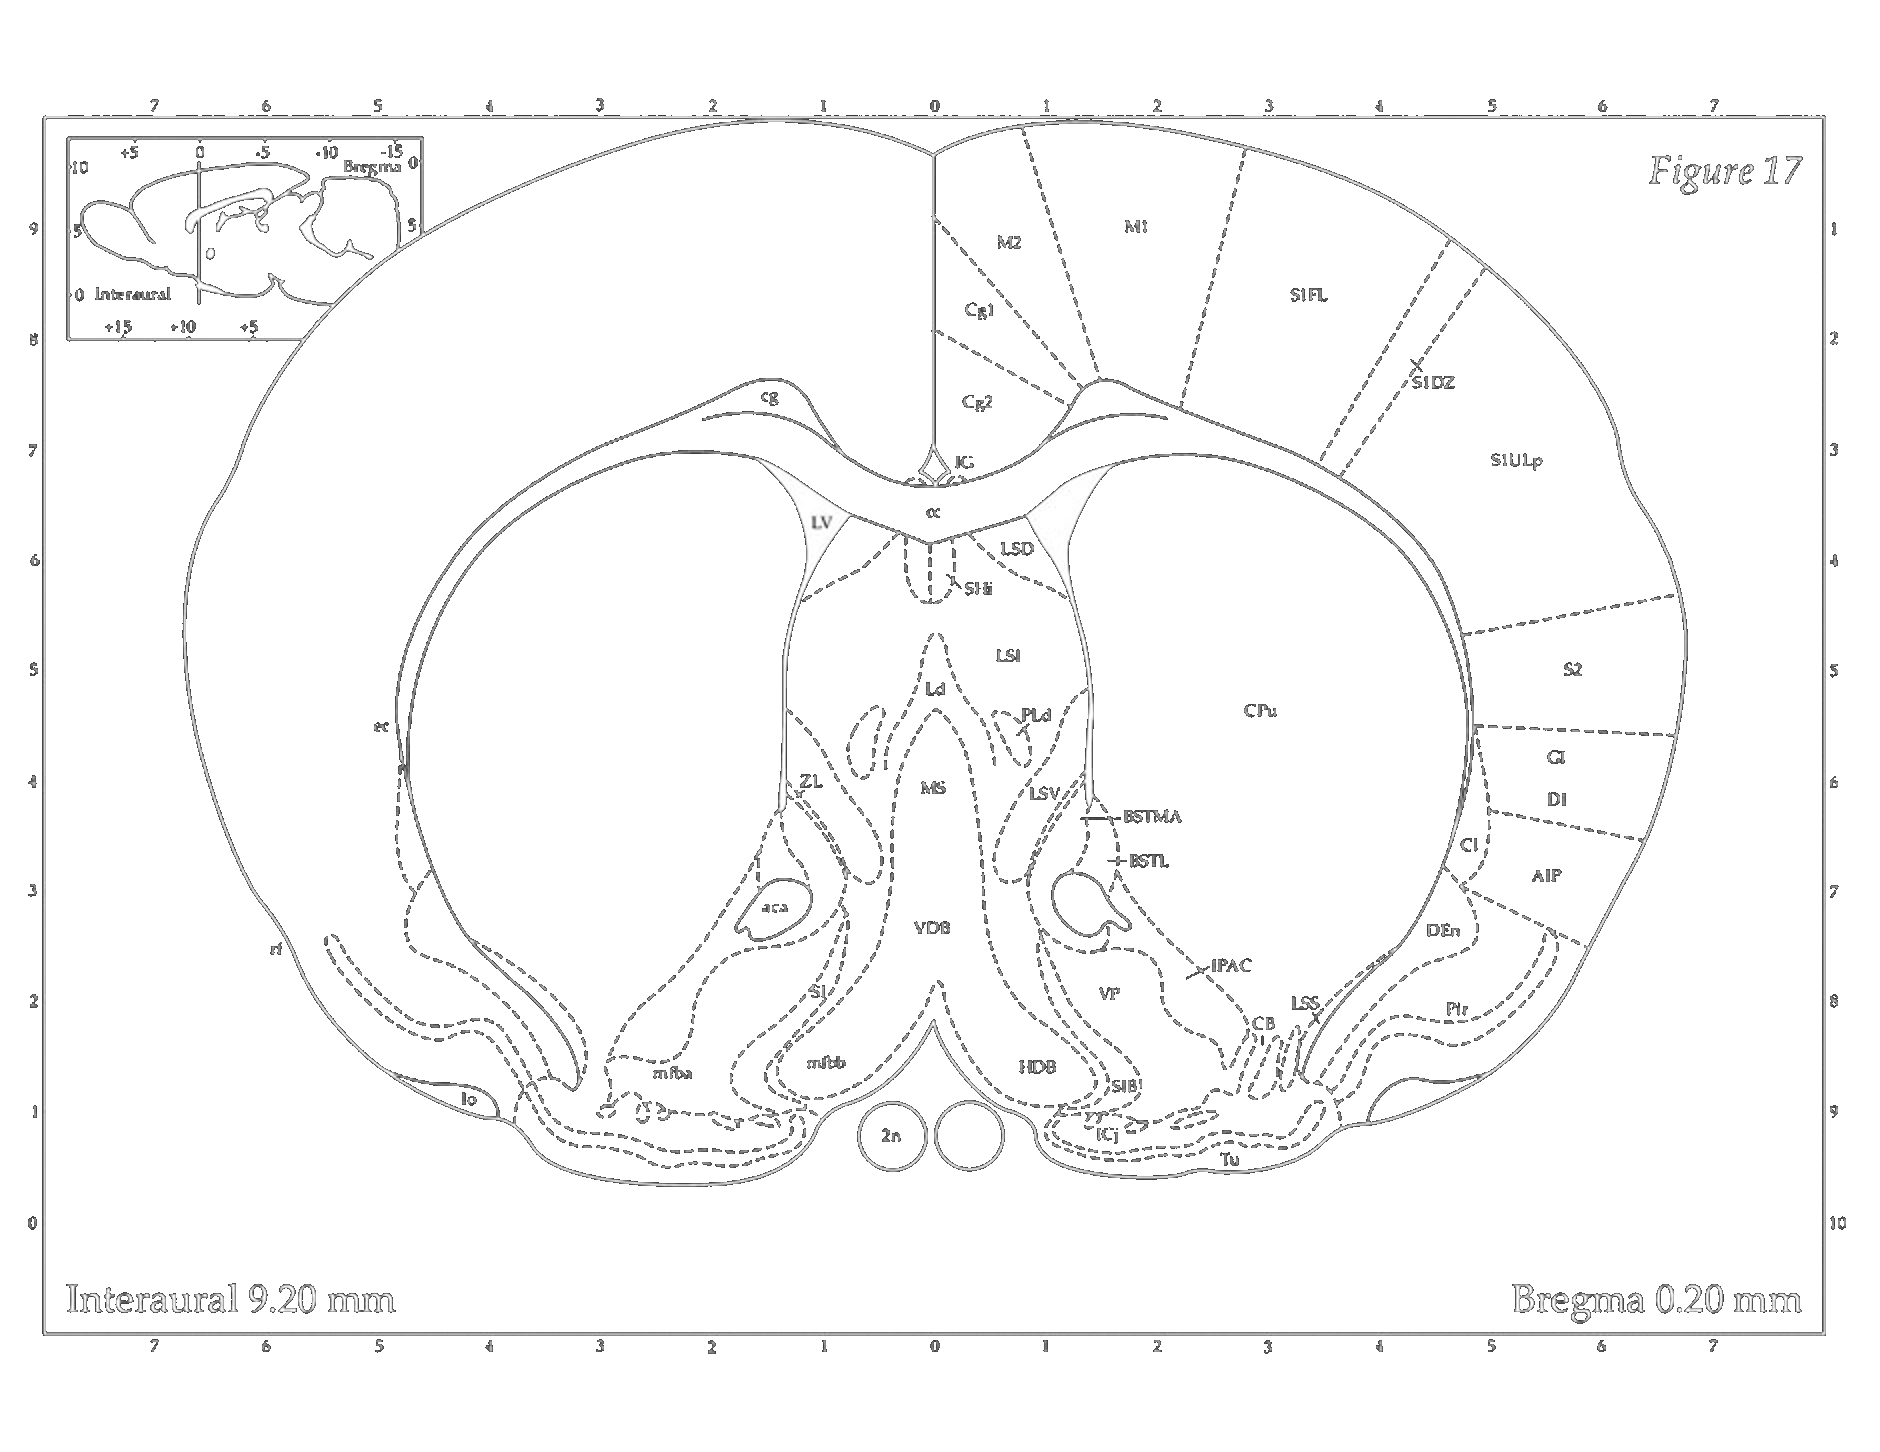 7 6 5 4 3 2 1 0 1 2 3 4 5 6 7
+5 0 -5 -10 -15
Bregma 0
10
Figure 17
5 5
9 1
M1
M2
0
0 Interaural
S1FL
Cg1
+15 +10 +5
8 2
S1DZ
cg
Cg2
7 3
IG
S1ULp
cc
LV
LSD
6 4
SHi
LSI
5 5
S2
Ld
CPu
PLd
ec
GI
4 6
ZL
MS
LSV
DI
BSTMA
CI
BSTL
AIP
3 7
aca
VDB
DEn
rf
IPAC
SI
VP
2 8
LSS
Pir
CB
mfbb
HDB
mfba
SIB
lo
1 9
2n
ICj
Tu
0 10
Interaural 9.20 mm
Bregma 0.20 mm
7 6 5 4 3 2 1 0 1 2 3 4 5 6 7